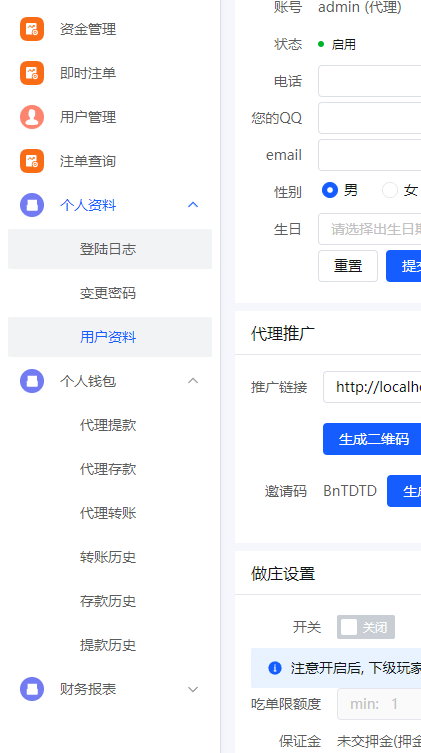 资金管理
即时注单
用户管理
注单查询
个人资料
登陆日志
变更密码
用户资料
个人钱包
代理提款
代理存款
代理转账
转账历史
存款历史
提款历史
财务报表
账号 admin (代理)
状态 启用
电话
您的QQ
email
性别 男 女
生日 请选择出生日期
重置 提交
代理推广
推广链接 http://localho
生成二维码
邀请码 BnTDTD 生成
做庄设置
开关 关闭
注意开启后, 下级玩家
吃单限额度 min: 1
保证金 未交押金(押金